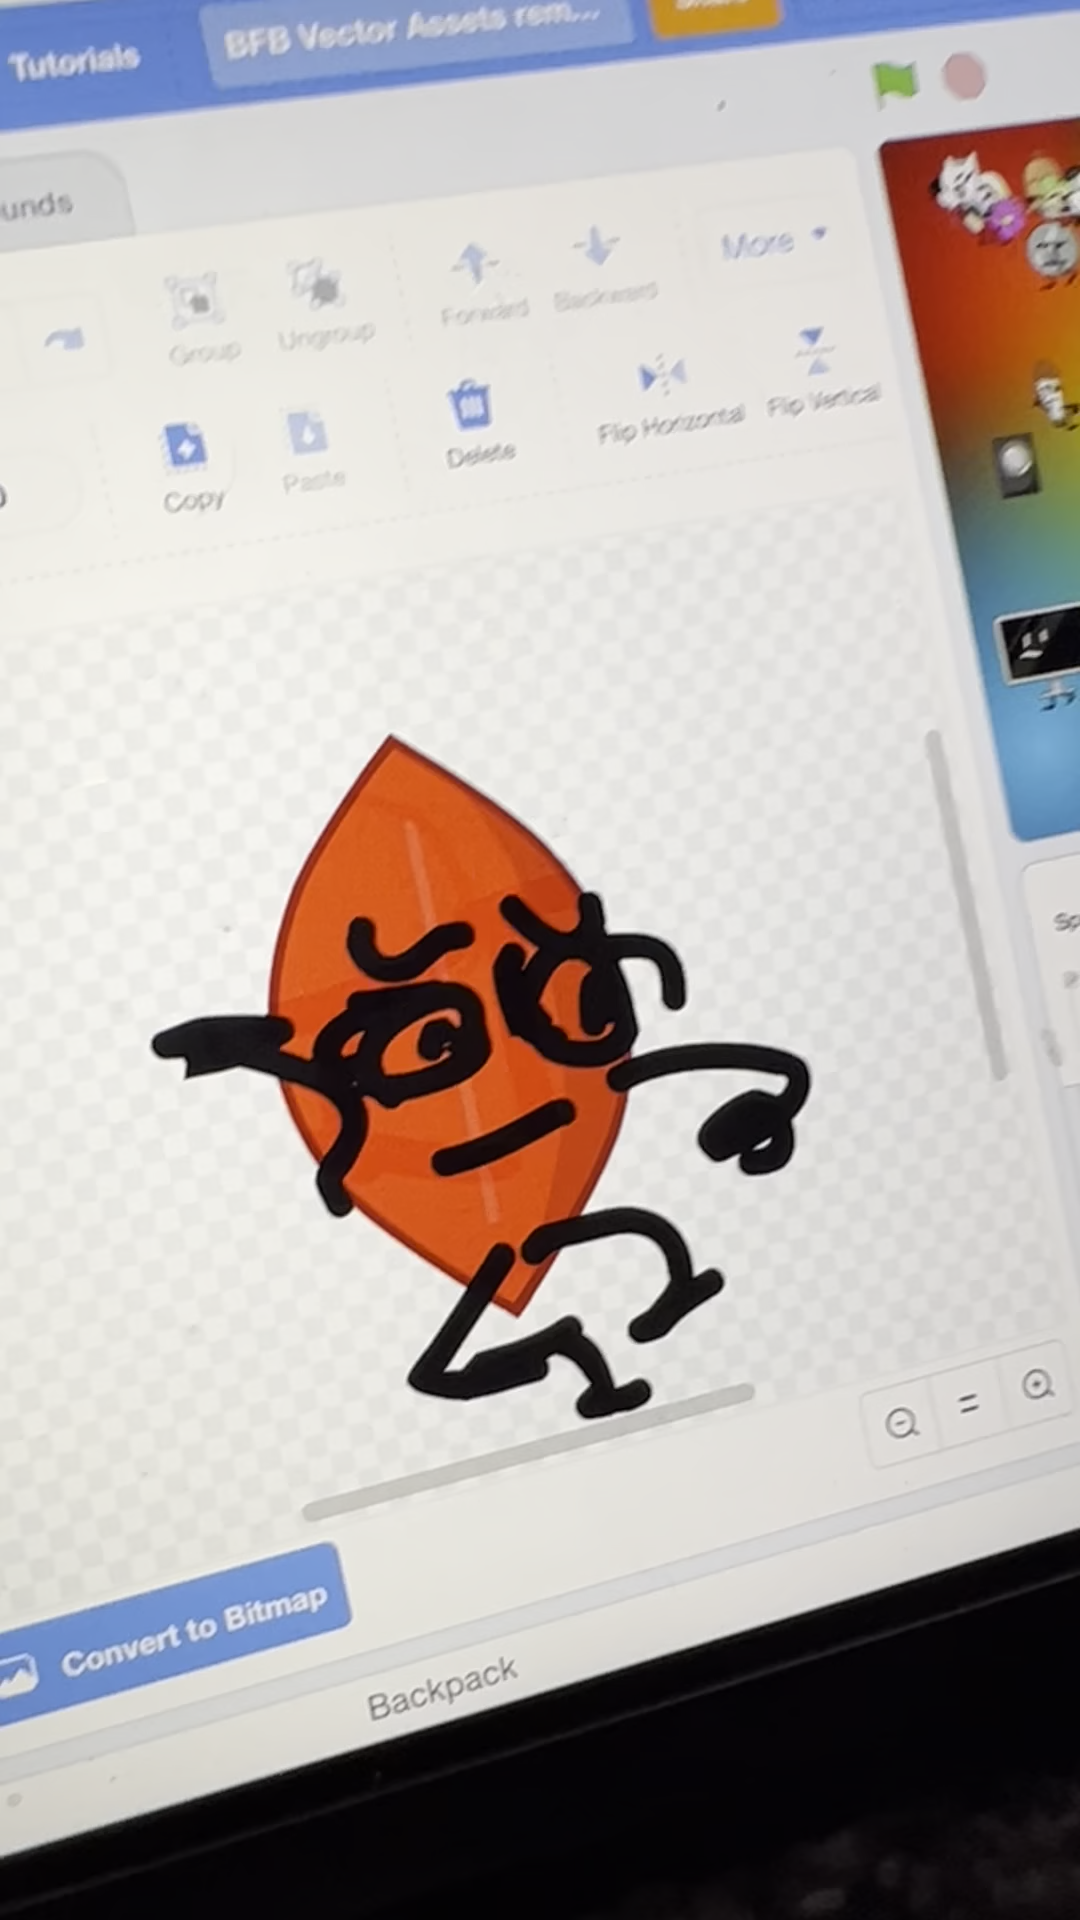 Tutorials
BFB Vector Assets rem...
unds
Group
Ungroup
Forward
Backward
More
Copy
Paste
Delete
Flip Horizontal
Flip Vertical
Convert to Bitmap
Backpack